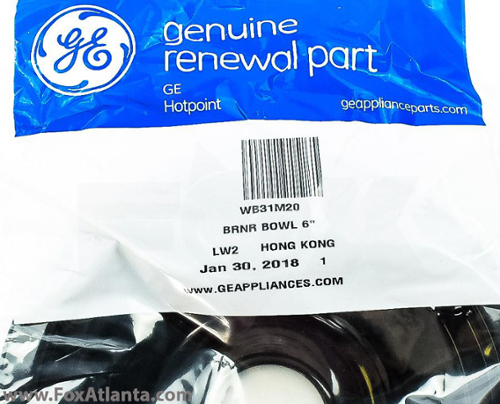 GE
genuine
renewal part
GE
Hotpoint
geapplianceparts.com
WB31M20
BRNR BOWL 6"
LW2 HONG KONG
Jan 30, 2018 1
www.GEAPPLIANCES.COM
www.FoxAtlanta.com